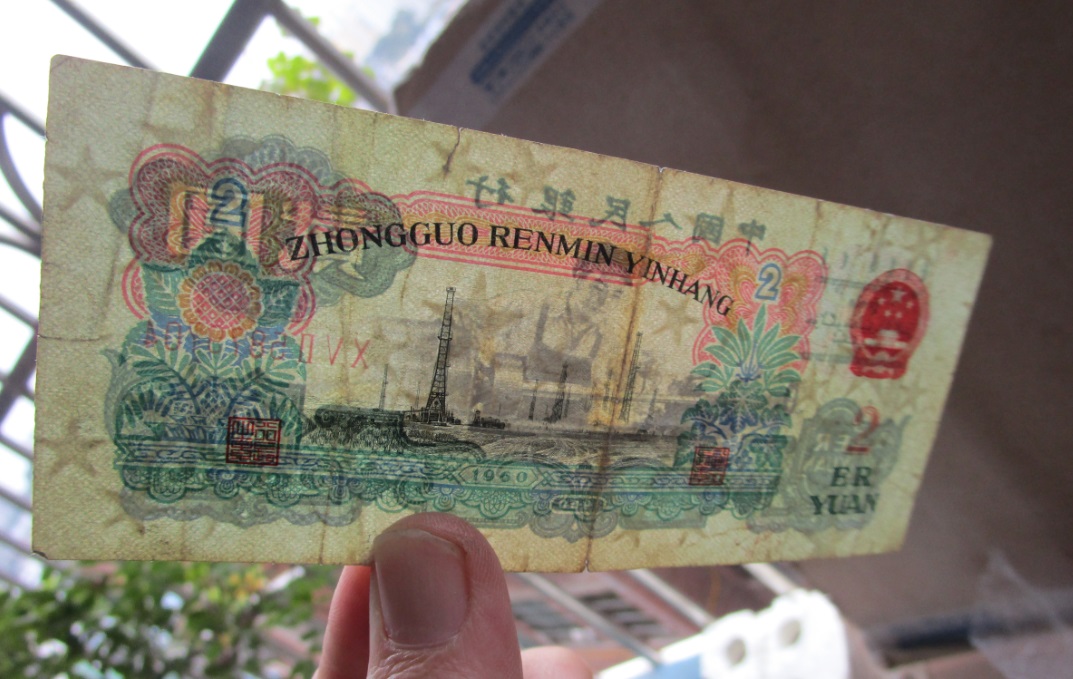 中國人民銀行
2
ZHONGGUO RENMIN YINHANG
2
2
ER
YUAN
1960